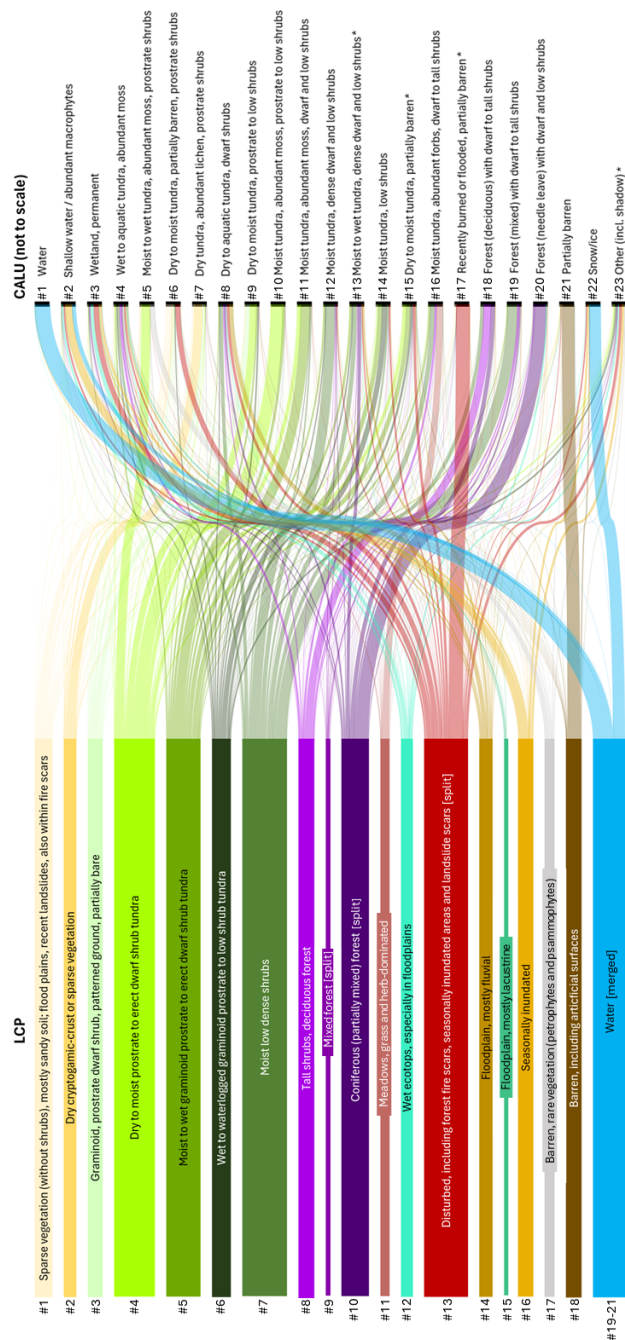 LCP
#1 Sparse vegetation (without shrubs), mostly sandy soil; flood plains, recent landslides, also within fire scars
#2 Dry cryptogamic-crust or sparse vegetation
#3 Graminoid, prostrate dwarf shrub, patterned ground, partially bare
#4 Dry to moist prostrate to erect dwarf shrub tundra
#5 Moist to wet graminoid prostrate to erect dwarf shrub tundra
#6 Wet to waterlogged graminoid prostrate to low shrub tundra
#7 Moist low dense shrubs
#8 Tall shrubs, deciduous forest
#9 Mixed forest [split]
#10 Coniferous (partially mixed) forest [split]
#11 Meadows, grass and herb-dominated
#12 Wet ecotops, especially in floodplains
#13 Disturbed, including forest fire scars, seasonally inundated areas and landslide scars [split]
#14 Floodplain, mostly fluvial
#15 Floodplain, mostly lacustrine
#16 Seasonally inundated
#17 Barren, rare vegetation (petrophytes and psammophytes)
#18 Barren, including articficial surfaces
#19-21 Water [merged]
CALU (not to scale)
#1 Water
#2 Shallow water / abundant macrophytes
#3 Wetland, permanent
#4 Wet to aquatic tundra, abundant moss
#5 Moist to wet tundra, abundant moss, prostrate shrubs
#6 Dry to moist tundra, partially barren, prostrate shrubs
#7 Dry tundra, abundant lichen, prostrate shrubs
#8 Dry to aquatic tundra, dwarf shrubs
#9 Dry to moist tundra, prostrate to low shrubs
#10 Moist tundra, abundant moss, prostrate to low shrubs
#11 Moist tundra, abundant moss, dwarf and low shrubs
#12 Moist tundra, dense dwarf and low shrubs
#13 Moist to wet tundra, dense dwarf and low shrubs*
#14 Moist tundra, low shrubs
#15 Dry to moist tundra, partially barren*
#16 Moist tundra, abundant forbs, dwarf to tall shrubs
#17 Recently burned or flooded, partially barren*
#18 Forest (deciduous) with dwarf to tall shrubs
#19 Forest (mixed) with dwarf to tall shrubs
#20 Forest (needle leave) with dwarf and low shrubs
#21 Partially barren
#22 Snow/ice
#23 Other (incl. shadow) *